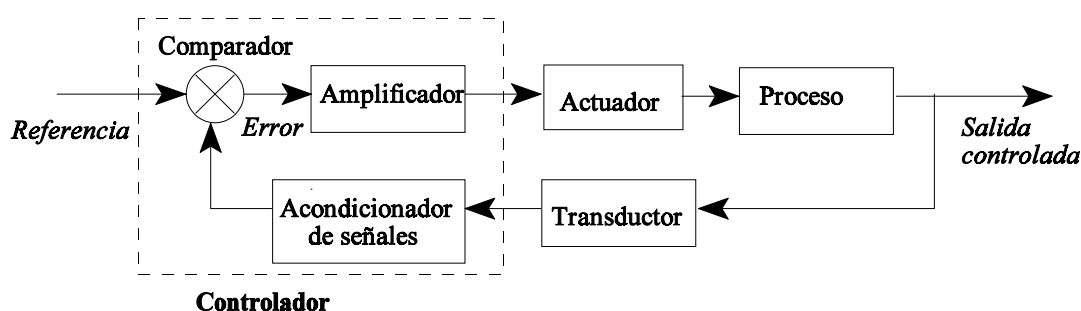 Comparador
Referencia
Error
Amplificador
Actuador
Proceso
Salida
controlada
Acondicionador
de señales
Transductor
Controlador